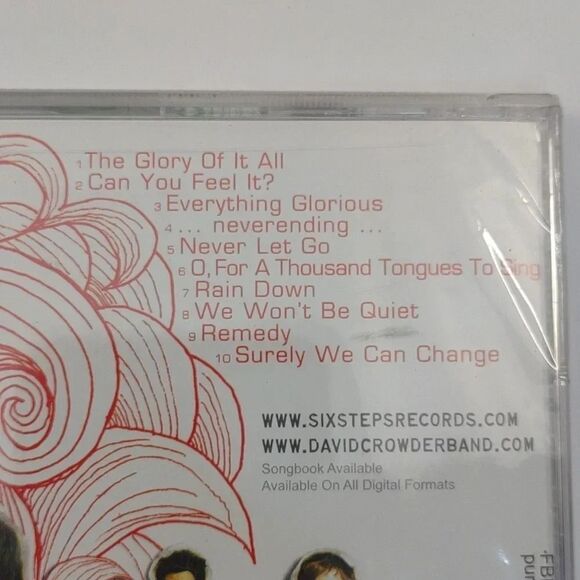 1 The Glory Of It All
2 Can You Feel It?
3 Everything Glorious
4 ... neverending ...
5 Never Let Go
6 O, For A Thousand Tongues To Sing
7 Rain Down
8 We Won't Be Quiet
9 Remedy
10 Surely We Can Change
WWW.SIXSTEPSRECORDS.COM
WWW.DAVIDCROWDERBAND.COM
Songbook Available
Available On All Digital Formats